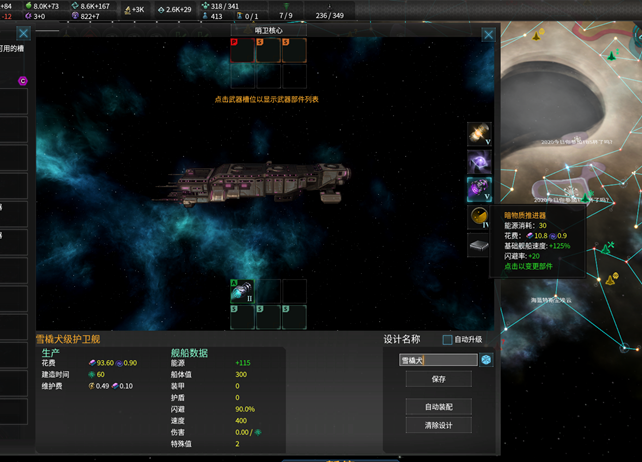 +84 8.0K+73 8.6K+167 +3K 2.6K+29 318 / 341
-12 3+0 822+7 413 0 / 1 7 / 9 236 / 349
可用的槽
哨卫核心
P S S
点击武器槽位以显示武器部件列表
C
V
V
IV
暗物质推进器
能源消耗：30
花费： 10.8 0.9
基础舰船速度: +125%
闪避率: +20
点击以变更部件
A
II
S S S
雪橇犬级护卫舰
生产
花费 93.60 0.90
建造时间 60
维护费 0.49 0.10
舰船数据
能源 +115
船体值 300
装甲 0
护盾 0
闪避 90.0%
速度 400
伤害 0.00 /
特殊值 2
设计名称 自动升级
雪橇犬
保存
自动装配
清除设计